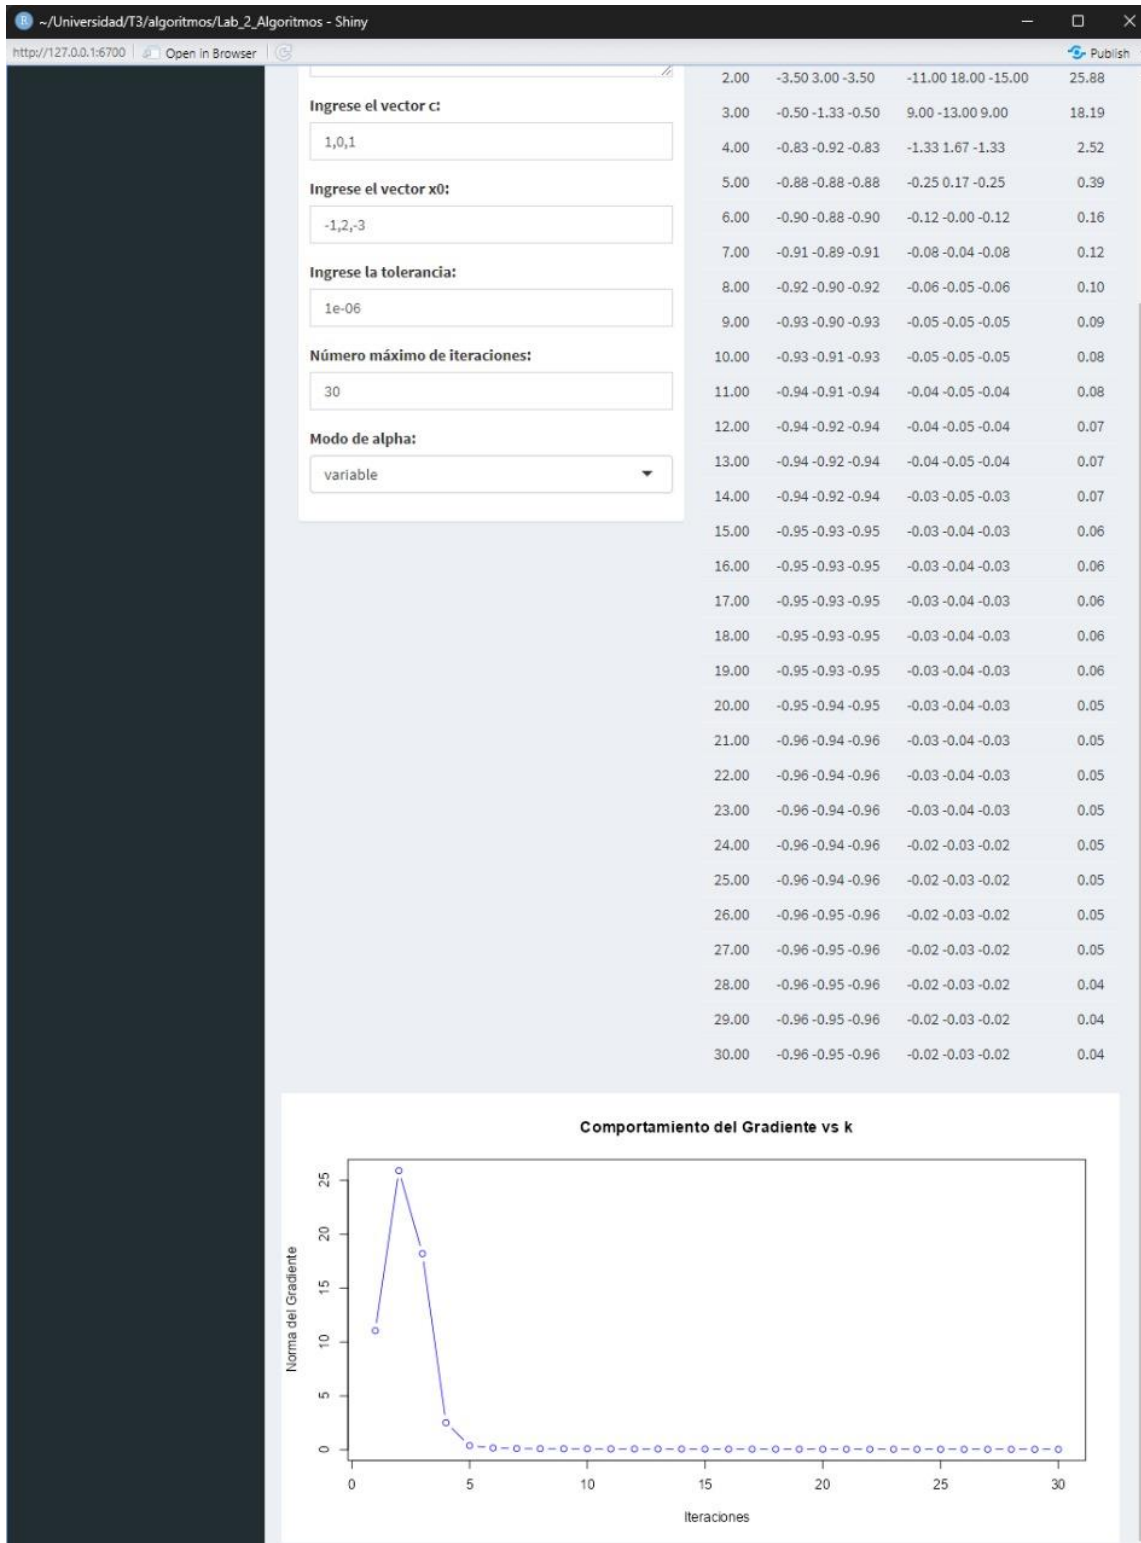 ~/Universidad/T3/algoritmos/Lab_2_Algoritmos - Shiny
http://127.0.0.1:6700 Open in Browser Publish
Ingrese el vector c:
1,0,1
Ingrese el vector x0:
-1,2,-3
Ingrese la tolerancia:
1e-06
Número máximo de iteraciones:
30
Modo de alpha:
variable
2.00 -3.50 3.00 -3.50 -11.00 18.00 -15.00 25.88
3.00 -0.50 -1.33 -0.50 9.00 -13.00 9.00 18.19
4.00 -0.83 -0.92 -0.83 -1.33 1.67 -1.33 2.52
5.00 -0.88 -0.88 -0.88 -0.25 0.17 -0.25 0.39
6.00 -0.90 -0.88 -0.90 -0.12 -0.00 -0.12 0.16
7.00 -0.91 -0.89 -0.91 -0.08 -0.04 -0.08 0.12
8.00 -0.92 -0.90 -0.92 -0.06 -0.05 -0.06 0.10
9.00 -0.93 -0.90 -0.93 -0.05 -0.05 -0.05 0.09
10.00 -0.93 -0.91 -0.93 -0.05 -0.05 -0.05 0.08
11.00 -0.94 -0.91 -0.94 -0.04 -0.05 -0.04 0.08
12.00 -0.94 -0.92 -0.94 -0.04 -0.05 -0.04 0.07
13.00 -0.94 -0.92 -0.94 -0.04 -0.05 -0.04 0.07
14.00 -0.94 -0.92 -0.94 -0.03 -0.05 -0.03 0.07
15.00 -0.95 -0.93 -0.95 -0.03 -0.04 -0.03 0.06
16.00 -0.95 -0.93 -0.95 -0.03 -0.04 -0.03 0.06
17.00 -0.95 -0.93 -0.95 -0.03 -0.04 -0.03 0.06
18.00 -0.95 -0.93 -0.95 -0.03 -0.04 -0.03 0.06
19.00 -0.95 -0.93 -0.95 -0.03 -0.04 -0.03 0.06
20.00 -0.95 -0.94 -0.95 -0.03 -0.04 -0.03 0.05
21.00 -0.96 -0.94 -0.96 -0.03 -0.04 -0.03 0.05
22.00 -0.96 -0.94 -0.96 -0.03 -0.04 -0.03 0.05
23.00 -0.96 -0.94 -0.96 -0.03 -0.04 -0.03 0.05
24.00 -0.96 -0.94 -0.96 -0.02 -0.03 -0.02 0.05
25.00 -0.96 -0.94 -0.96 -0.02 -0.03 -0.02 0.05
26.00 -0.96 -0.95 -0.96 -0.02 -0.03 -0.02 0.05
27.00 -0.96 -0.95 -0.96 -0.02 -0.03 -0.02 0.05
28.00 -0.96 -0.95 -0.96 -0.02 -0.03 -0.02 0.04
29.00 -0.96 -0.95 -0.96 -0.02 -0.03 -0.02 0.04
30.00 -0.96 -0.95 -0.96 -0.02 -0.03 -0.02 0.04
Comportamiento del Gradiente vs k
Norma del Gradiente
25
20
15
10
5
0
0 5 10 15 20 25 30
Iteraciones